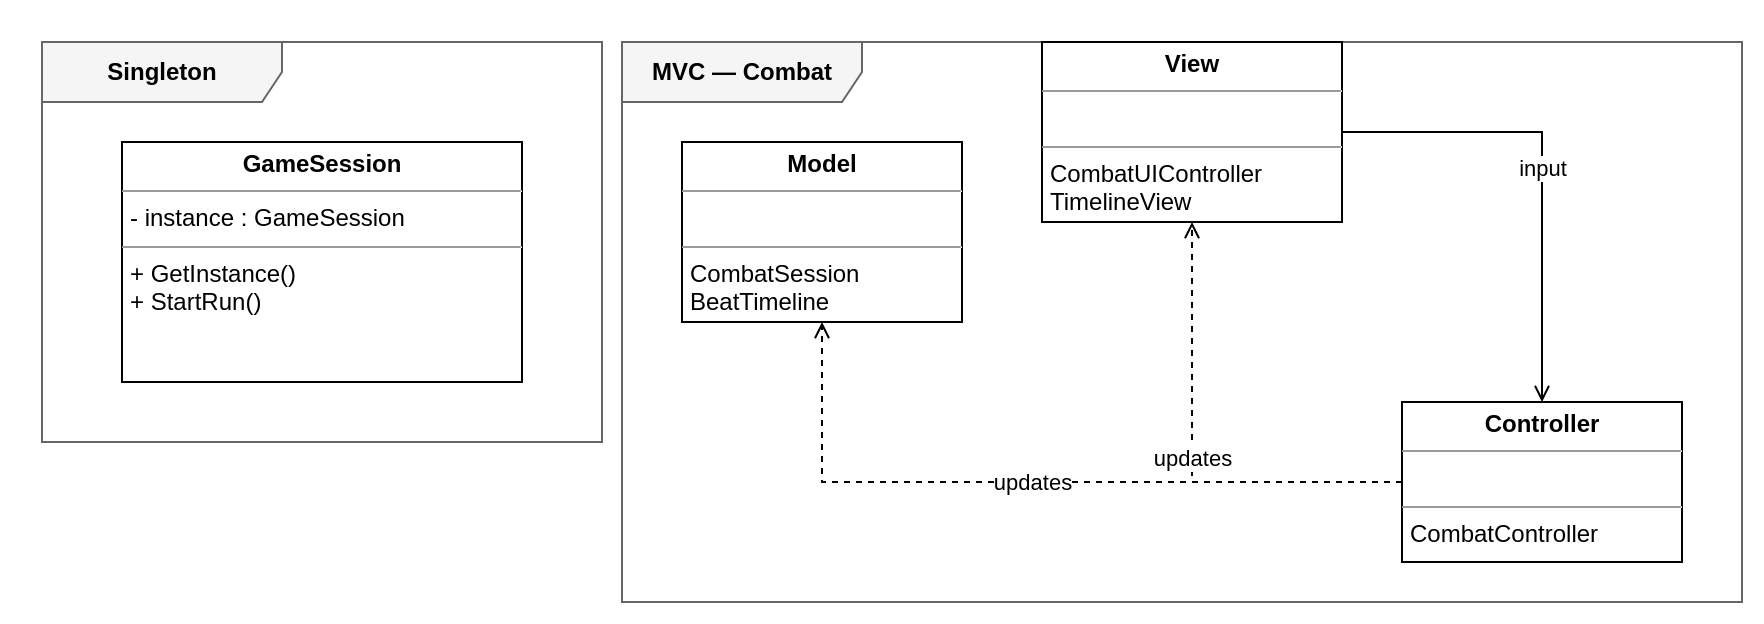 Singleton
GameSession
- instance : GameSession
+ GetInstance()
+ StartRun()
MVC — Combat
Model
CombatSession
BeatTimeline
View
CombatUIController
TimelineView
input
updates
updates
Controller
CombatController